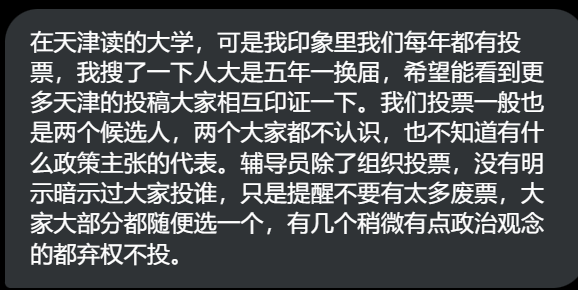 在天津读的大学，可是我印象里我们每年都有投
票，我搜了一下人大是五年一换届，希望能看到更
多天津的投稿大家相互印证一下。我们投票一般也
是两个候选人，两个大家都不认识，也不知道有什
么政策主张的代表。辅导员除了组织投票，没有明
示暗示过大家投谁，只是提醒不要有太多废票，大
家大部分都随便选一个，有几个稍微有点政治观念
的都弃权不投。